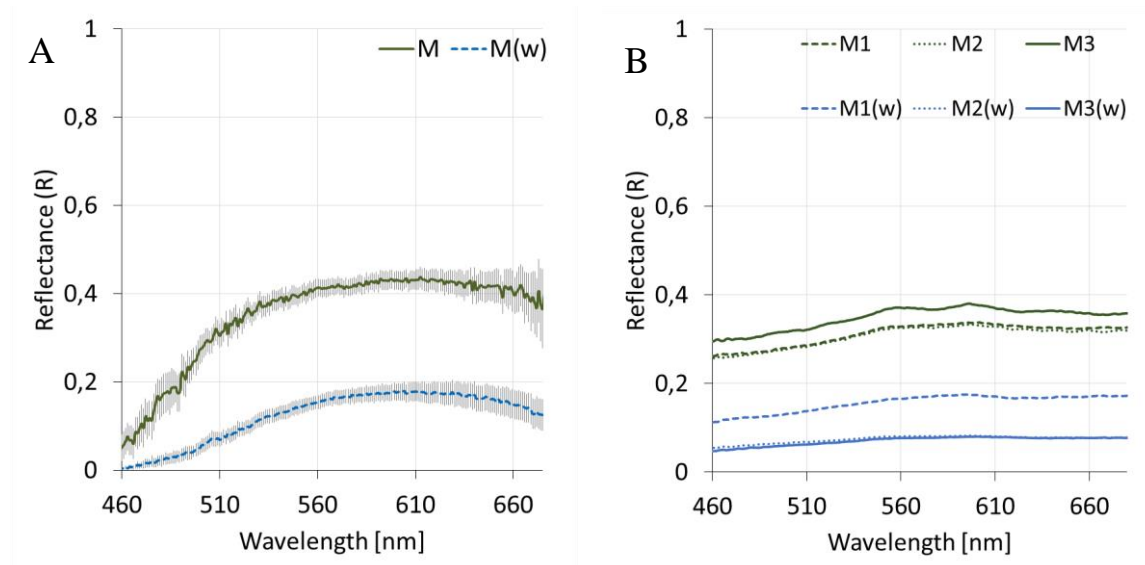 A
M M(w)
1
0,8
0,6
0,4
0,2
0
Reflectance (R)
460 510 560 610 660
Wavelength [nm]
B
M1 M2 M3
M1(w) M2(w) M3(w)
1
0,8
0,6
0,4
0,2
0
Reflectance (R)
460 510 560 610 660
Wavelength [nm]